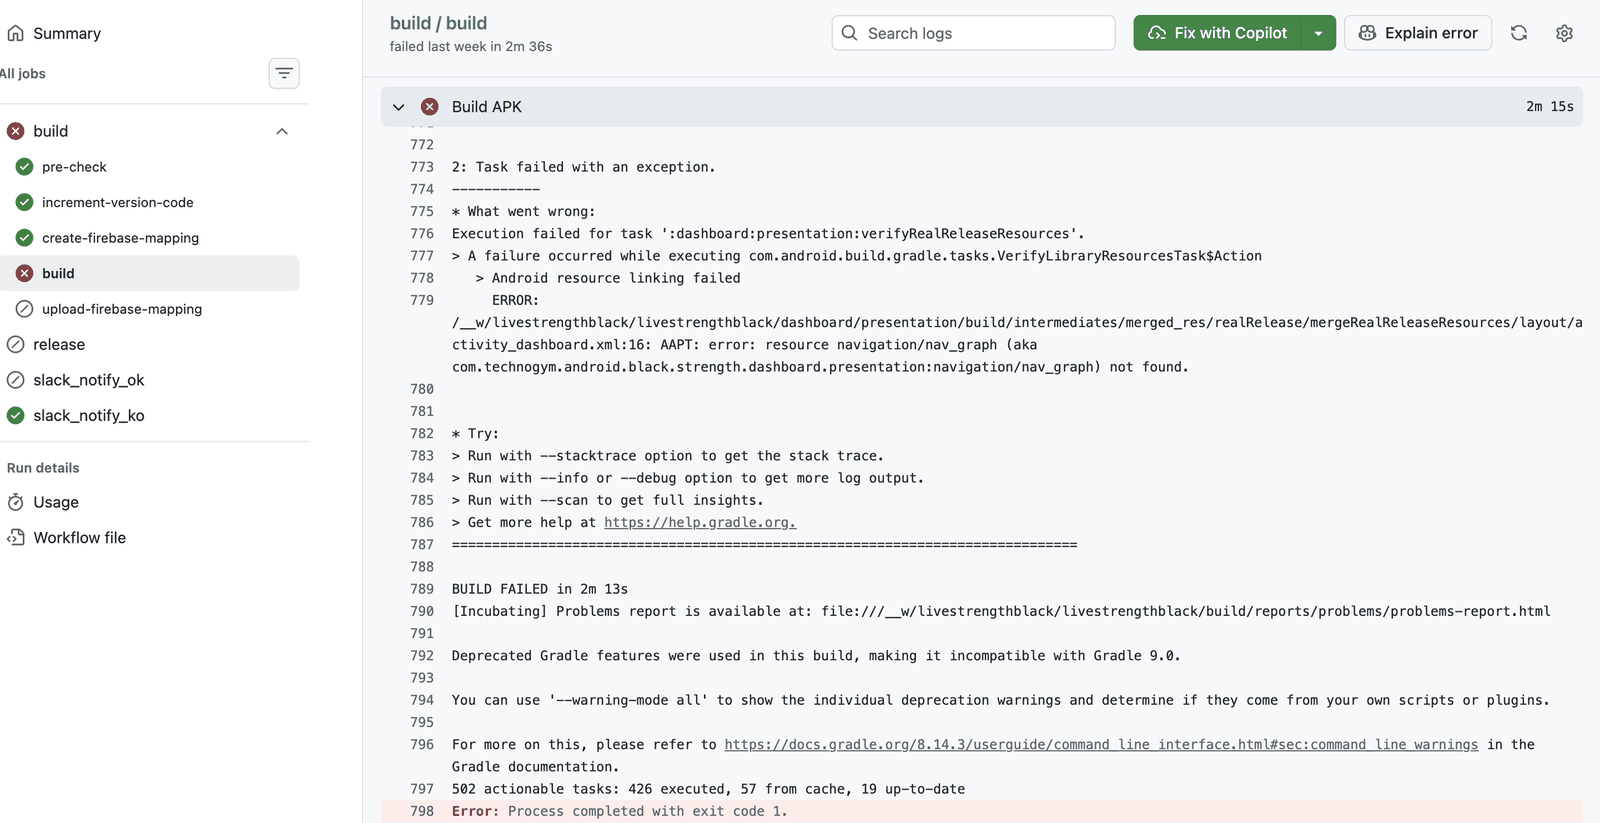 Summary
All jobs
build
pre-check
increment-version-code
create-firebase-mapping
build
upload-firebase-mapping
release
slack_notify_ok
slack_notify_ko
Run details
Usage
Workflow file
build / build
failed last week in 2m 36s
Search logs
Fix with Copilot
Explain error
Build APK
2m 15s
772
773 2: Task failed with an exception.
774 -----------
775 * What went wrong:
776 Execution failed for task ':dashboard:presentation:verifyRealReleaseResources'.
777 > A failure occurred while executing com.android.build.gradle.tasks.VerifyLibraryResourcesTask$Action
778 > Android resource linking failed
779 ERROR:
/__w/livestrengthblack/livestrengthblack/dashboard/presentation/build/intermediates/merged_res/realRelease/mergeRealReleaseResources/layout/a
ctivity_dashboard.xml:16: AAPT: error: resource navigation/nav_graph (aka
com.technogym.android.black.strength.dashboard.presentation:navigation/nav_graph) not found.
780
781
782 * Try:
783 > Run with --stacktrace option to get the stack trace.
784 > Run with --info or --debug option to get more log output.
785 > Run with --scan to get full insights.
786 > Get more help at https://help.gradle.org.
787 ==============================================================================
788
789 BUILD FAILED in 2m 13s
790 [Incubating] Problems report is available at: file:///__w/livestrengthblack/livestrengthblack/build/reports/problems/problems-report.html
791
792 Deprecated Gradle features were used in this build, making it incompatible with Gradle 9.0.
793
794 You can use '--warning-mode all' to show the individual deprecation warnings and determine if they come from your own scripts or plugins.
795
796 For more on this, please refer to https://docs.gradle.org/8.14.3/userguide/command_line_interface.html#sec:command_line_warnings in the
Gradle documentation.
797 502 actionable tasks: 426 executed, 57 from cache, 19 up-to-date
798 Error: Process completed with exit code 1.